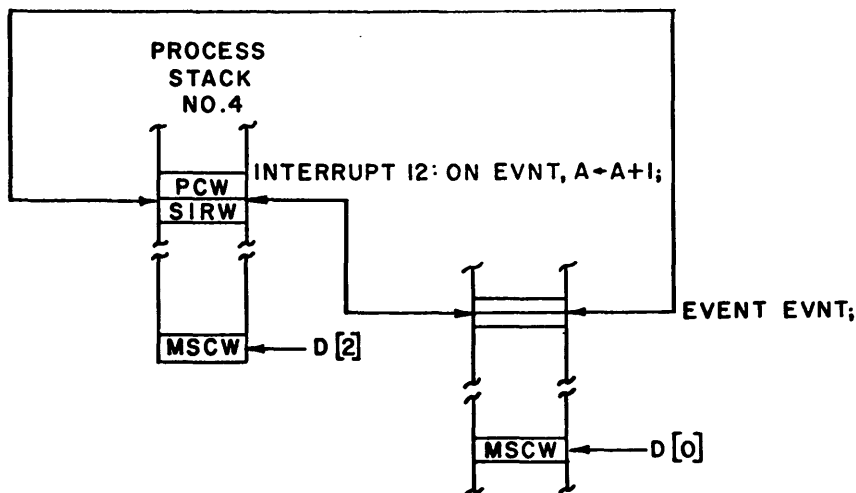 PROCESS
STACK
NO.4
INTERRUPT I2: ON EVNT, A←A+I;
PCW
SIRW
EVENT EVNT;
MSCW
D[2]
MSCW
D[0]